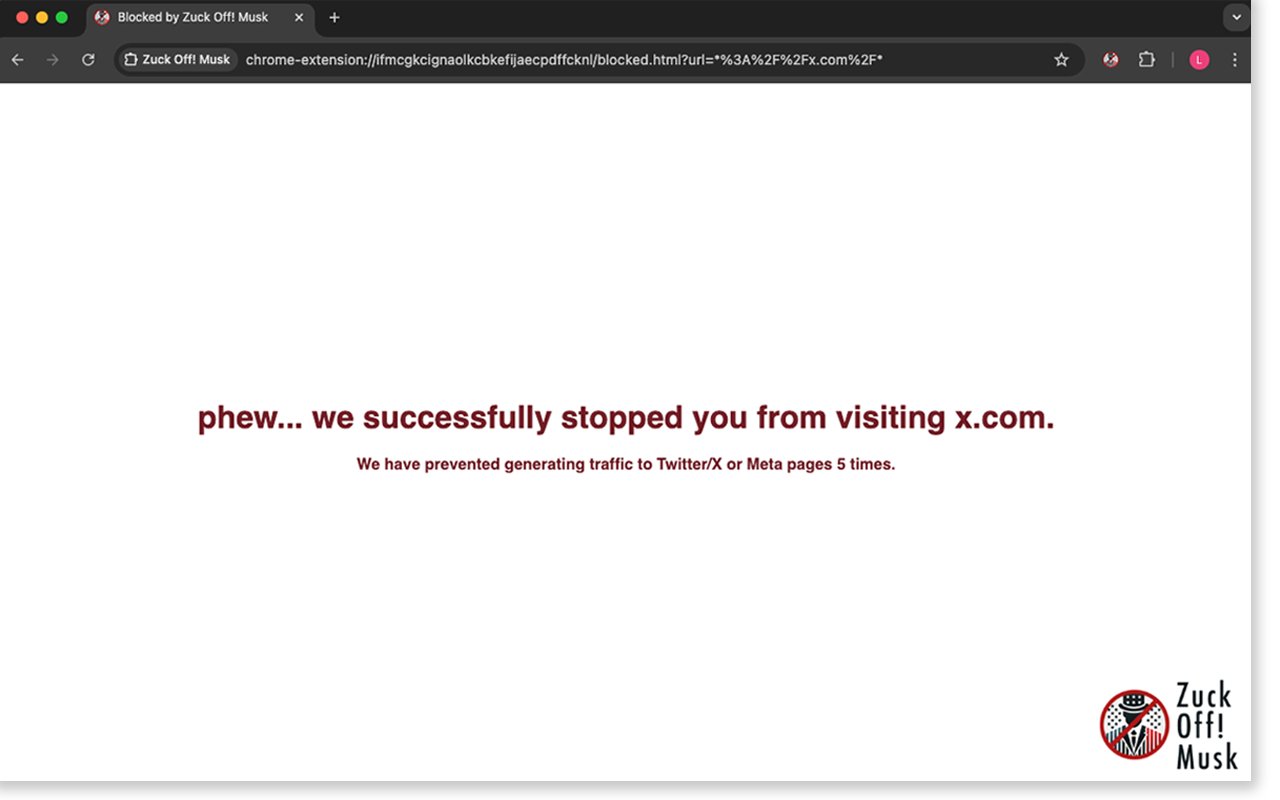 Blocked by Zuck Off! Musk
Zuck Off! Musk
chrome-extension://ifmcgkcignaolkcbkefijaecpdffcknl/blocked.html?url=*%3A%2F%2Fx.com%2F*
L
phew... we successfully stopped you from visiting x.com.
We have prevented generating traffic to Twitter/X or Meta pages 5 times.
Zuck
Off!
Musk